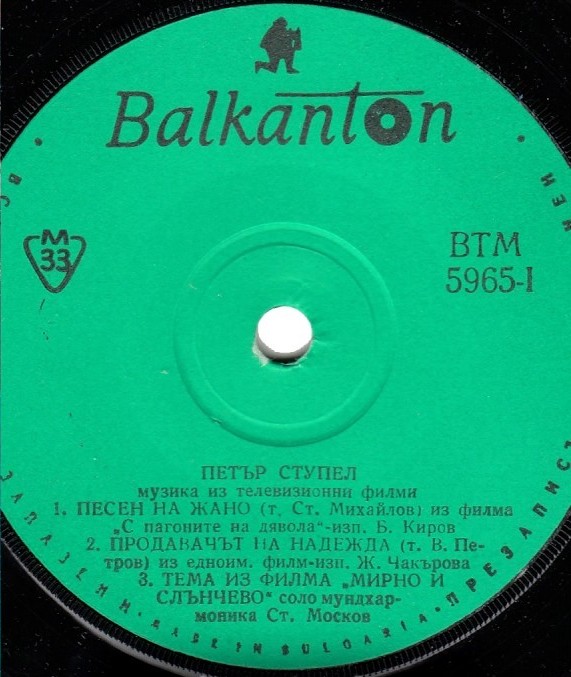 Balkanton
М
33
ВТМ
5965-I
ПЕТЪР СТУПЕЛ
музика из телевизионни филми
1. ПЕСЕН НА ЖАНО (т. Ст. Михайлов) из филма
„С пагоните на дявола“-изп. Б. Киров
2. ПРОДАВАЧЪТ НА НАДЕЖДА (т. В. Пе-
тров) из едноим. филм-изп. Ж. Чакърова
3. ТЕМА ИЗ ФИЛМА „МИРНО И
СЛЪНЧЕВО“ соло мундхар-
моника Ст. Москов
ЗАПАЗЕНИ · MADE IN BULGARIA · ПРЕЗАПИСТ